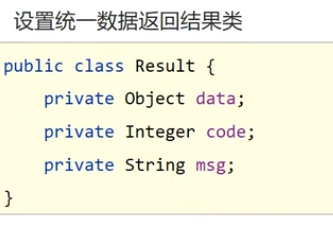 设置统一数据返回结果类
public class Result {
    private Object data;
    private Integer code;
    private String msg;
}